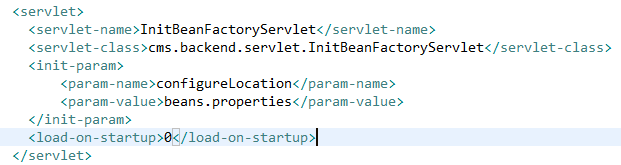 <servlet>
<servlet-name>InitBeanFactoryServlet</servlet-name>
<servlet-class>cms.backend.servlet.InitBeanFactoryServlet</servlet-class>
<init-param>
<param-name>configureLocation</param-name>
<param-value>beans.properties</param-value>
</init-param>
<load-on-startup>0</load-on-startup>
</servlet>